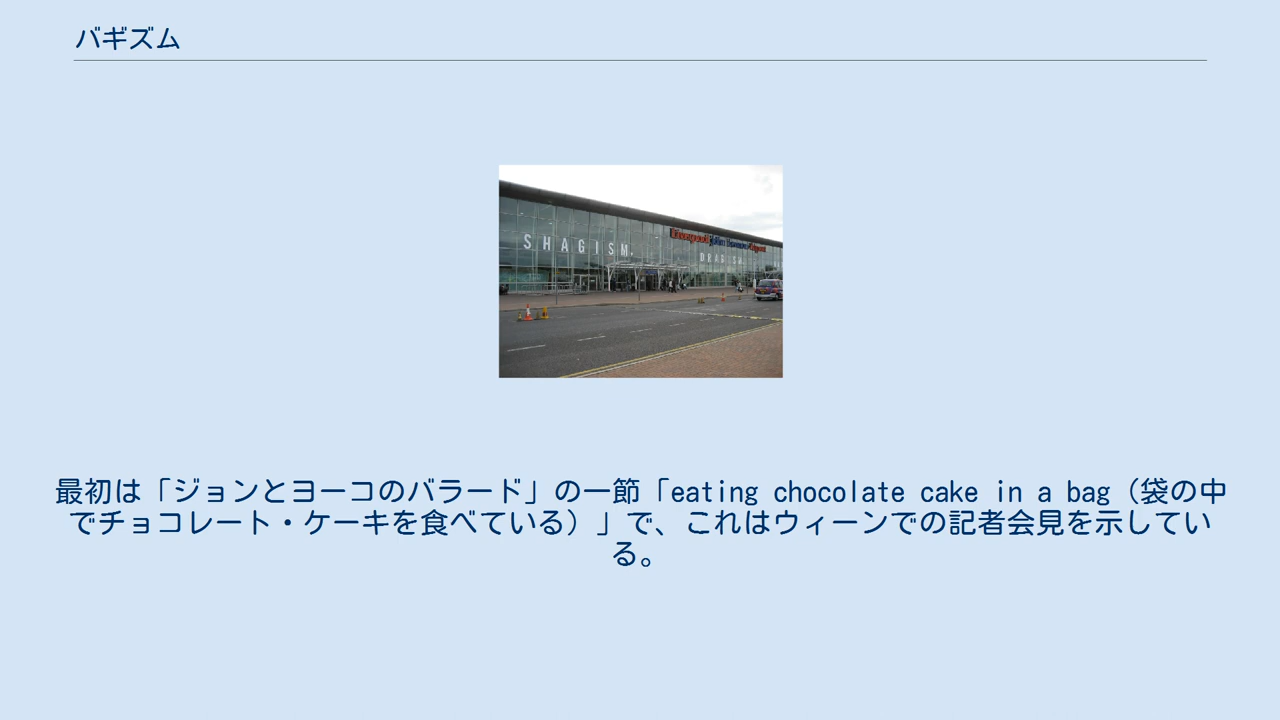 バギズム
SHAGISM.
DRAGISM.
最初は「ジョンとヨーコのバラード」の一節「eating chocolate cake in a bag（袋の中
でチョコレート・ケーキを食べている）」で、これはウィーンでの記者会見を示してい
る。